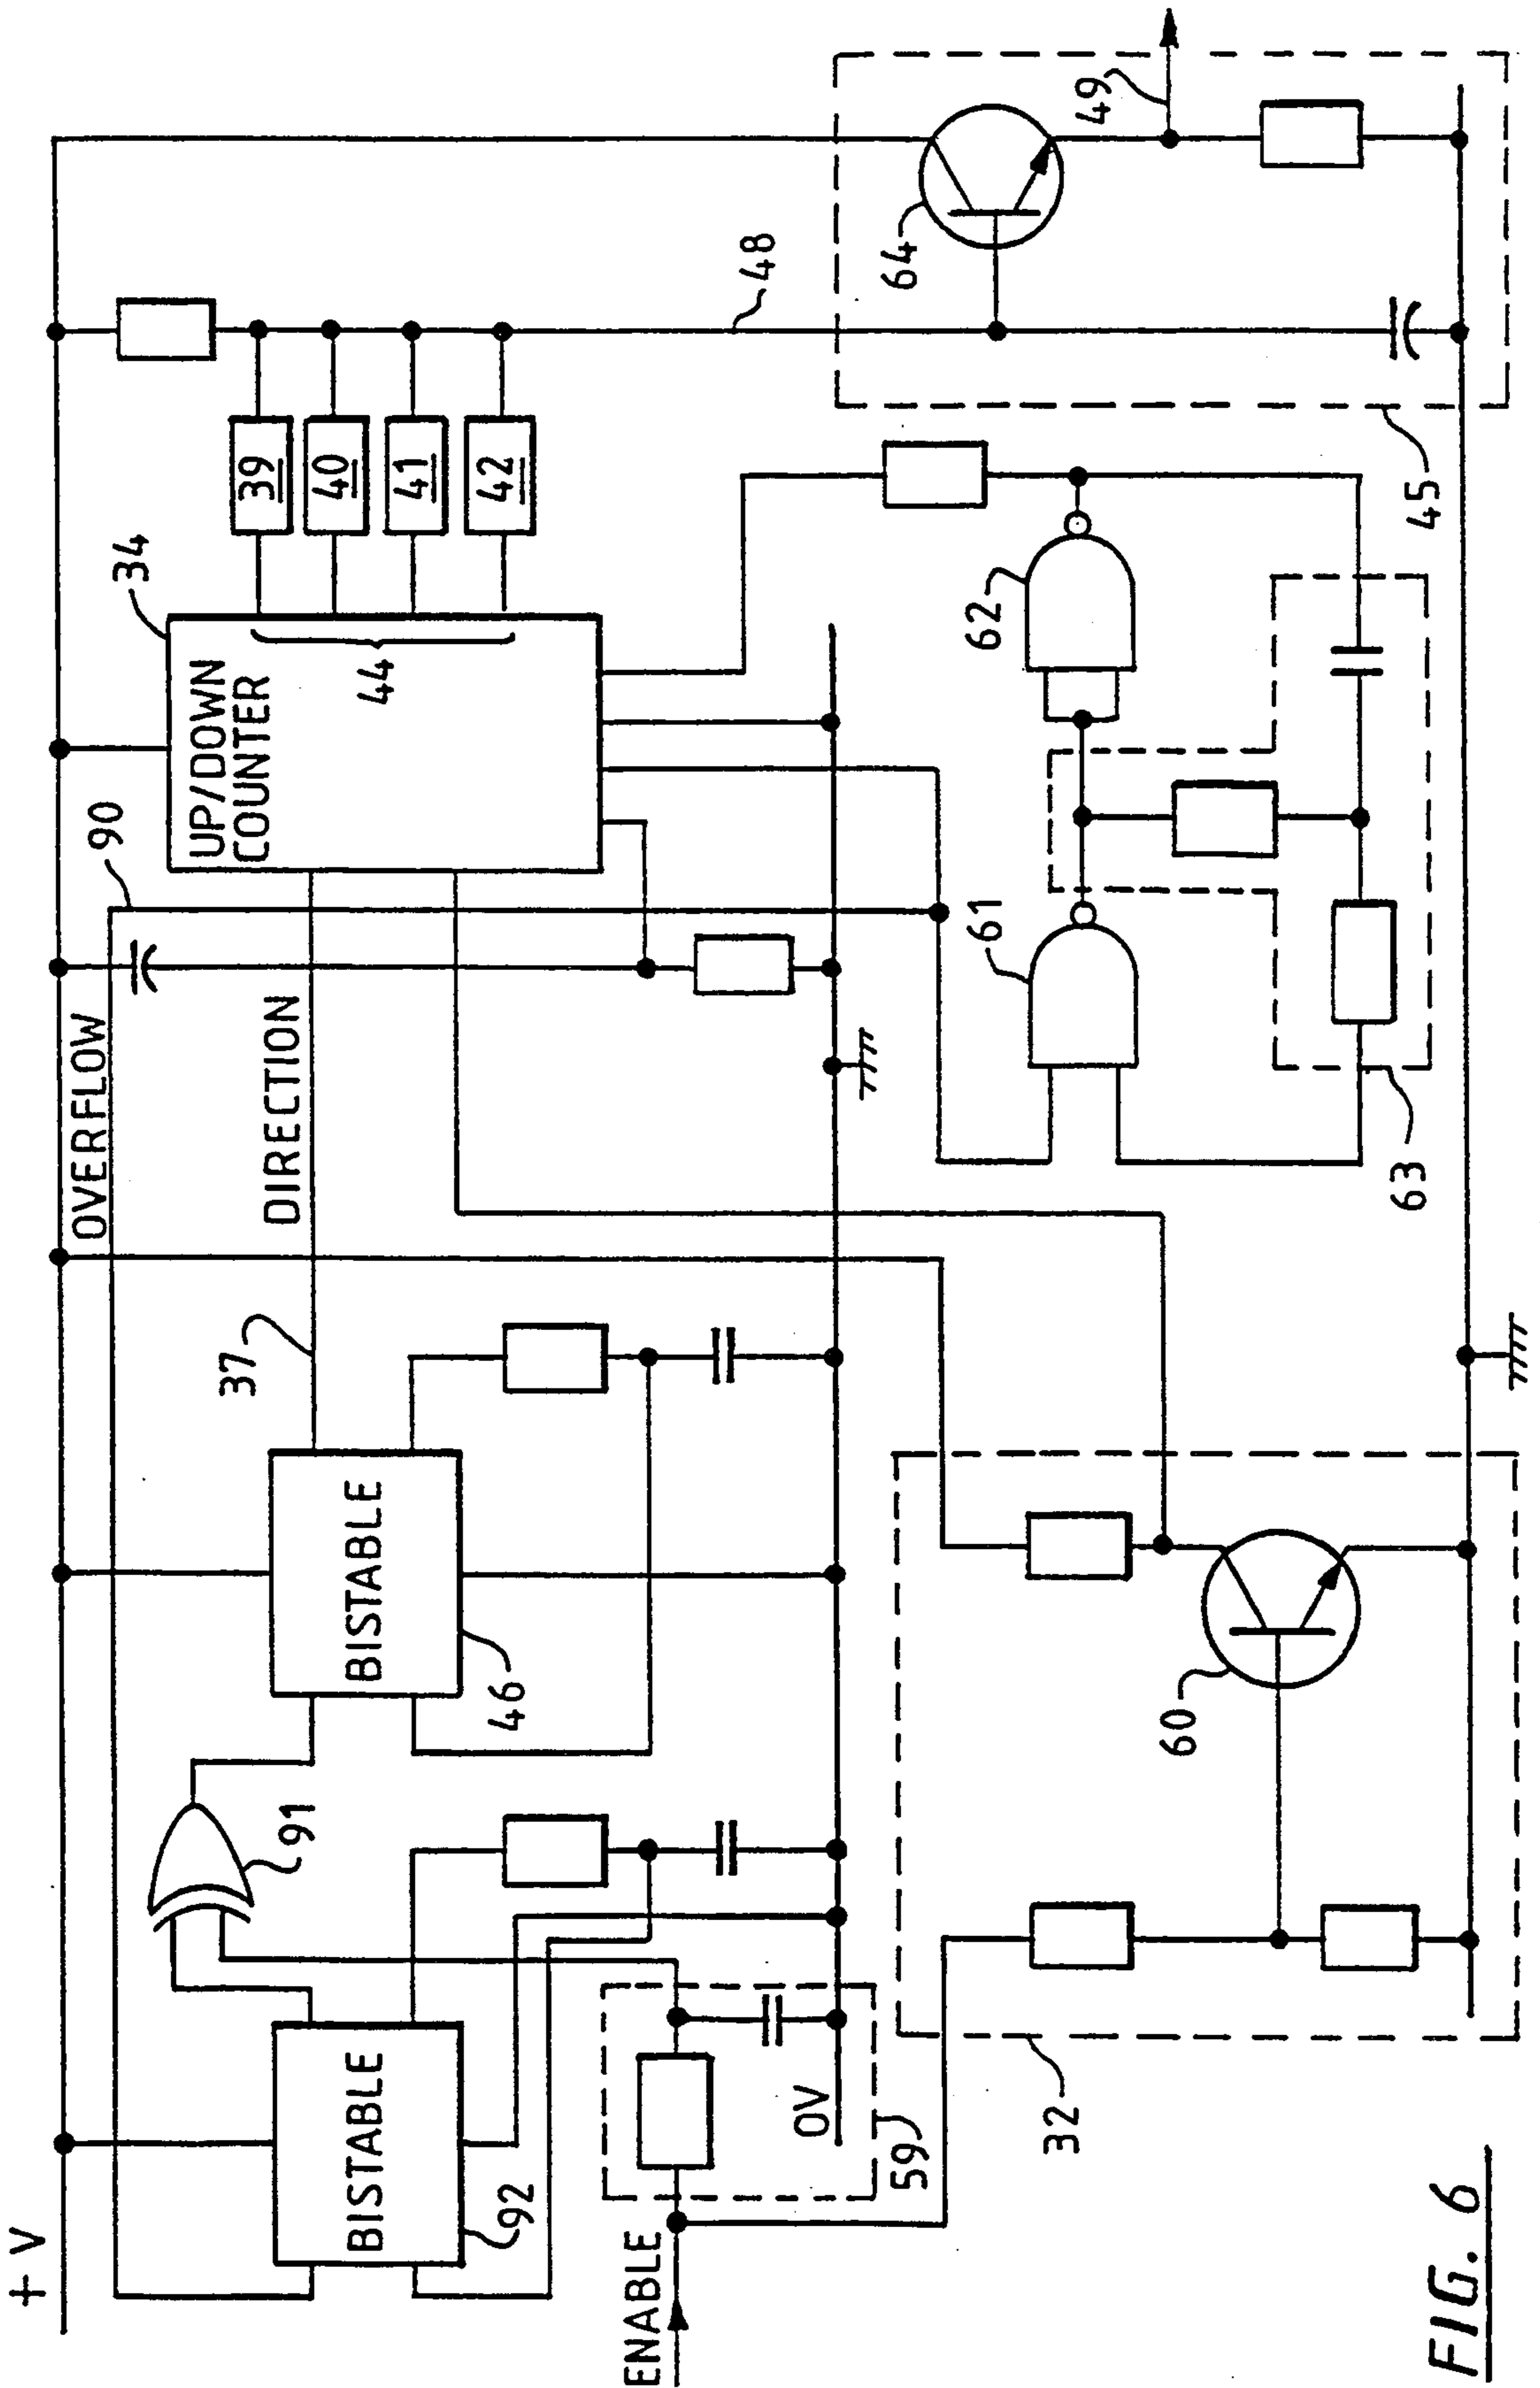 + V
OVERFLOW
90
DIRECTION
37
34
UP/DOWN
COUNTER
44
39
40
41
42
48
64
49
45
91
BISTABLE
92
BISTABLE
46
ENABLE
0V
59
61
62
63
60
32
FIG. 6